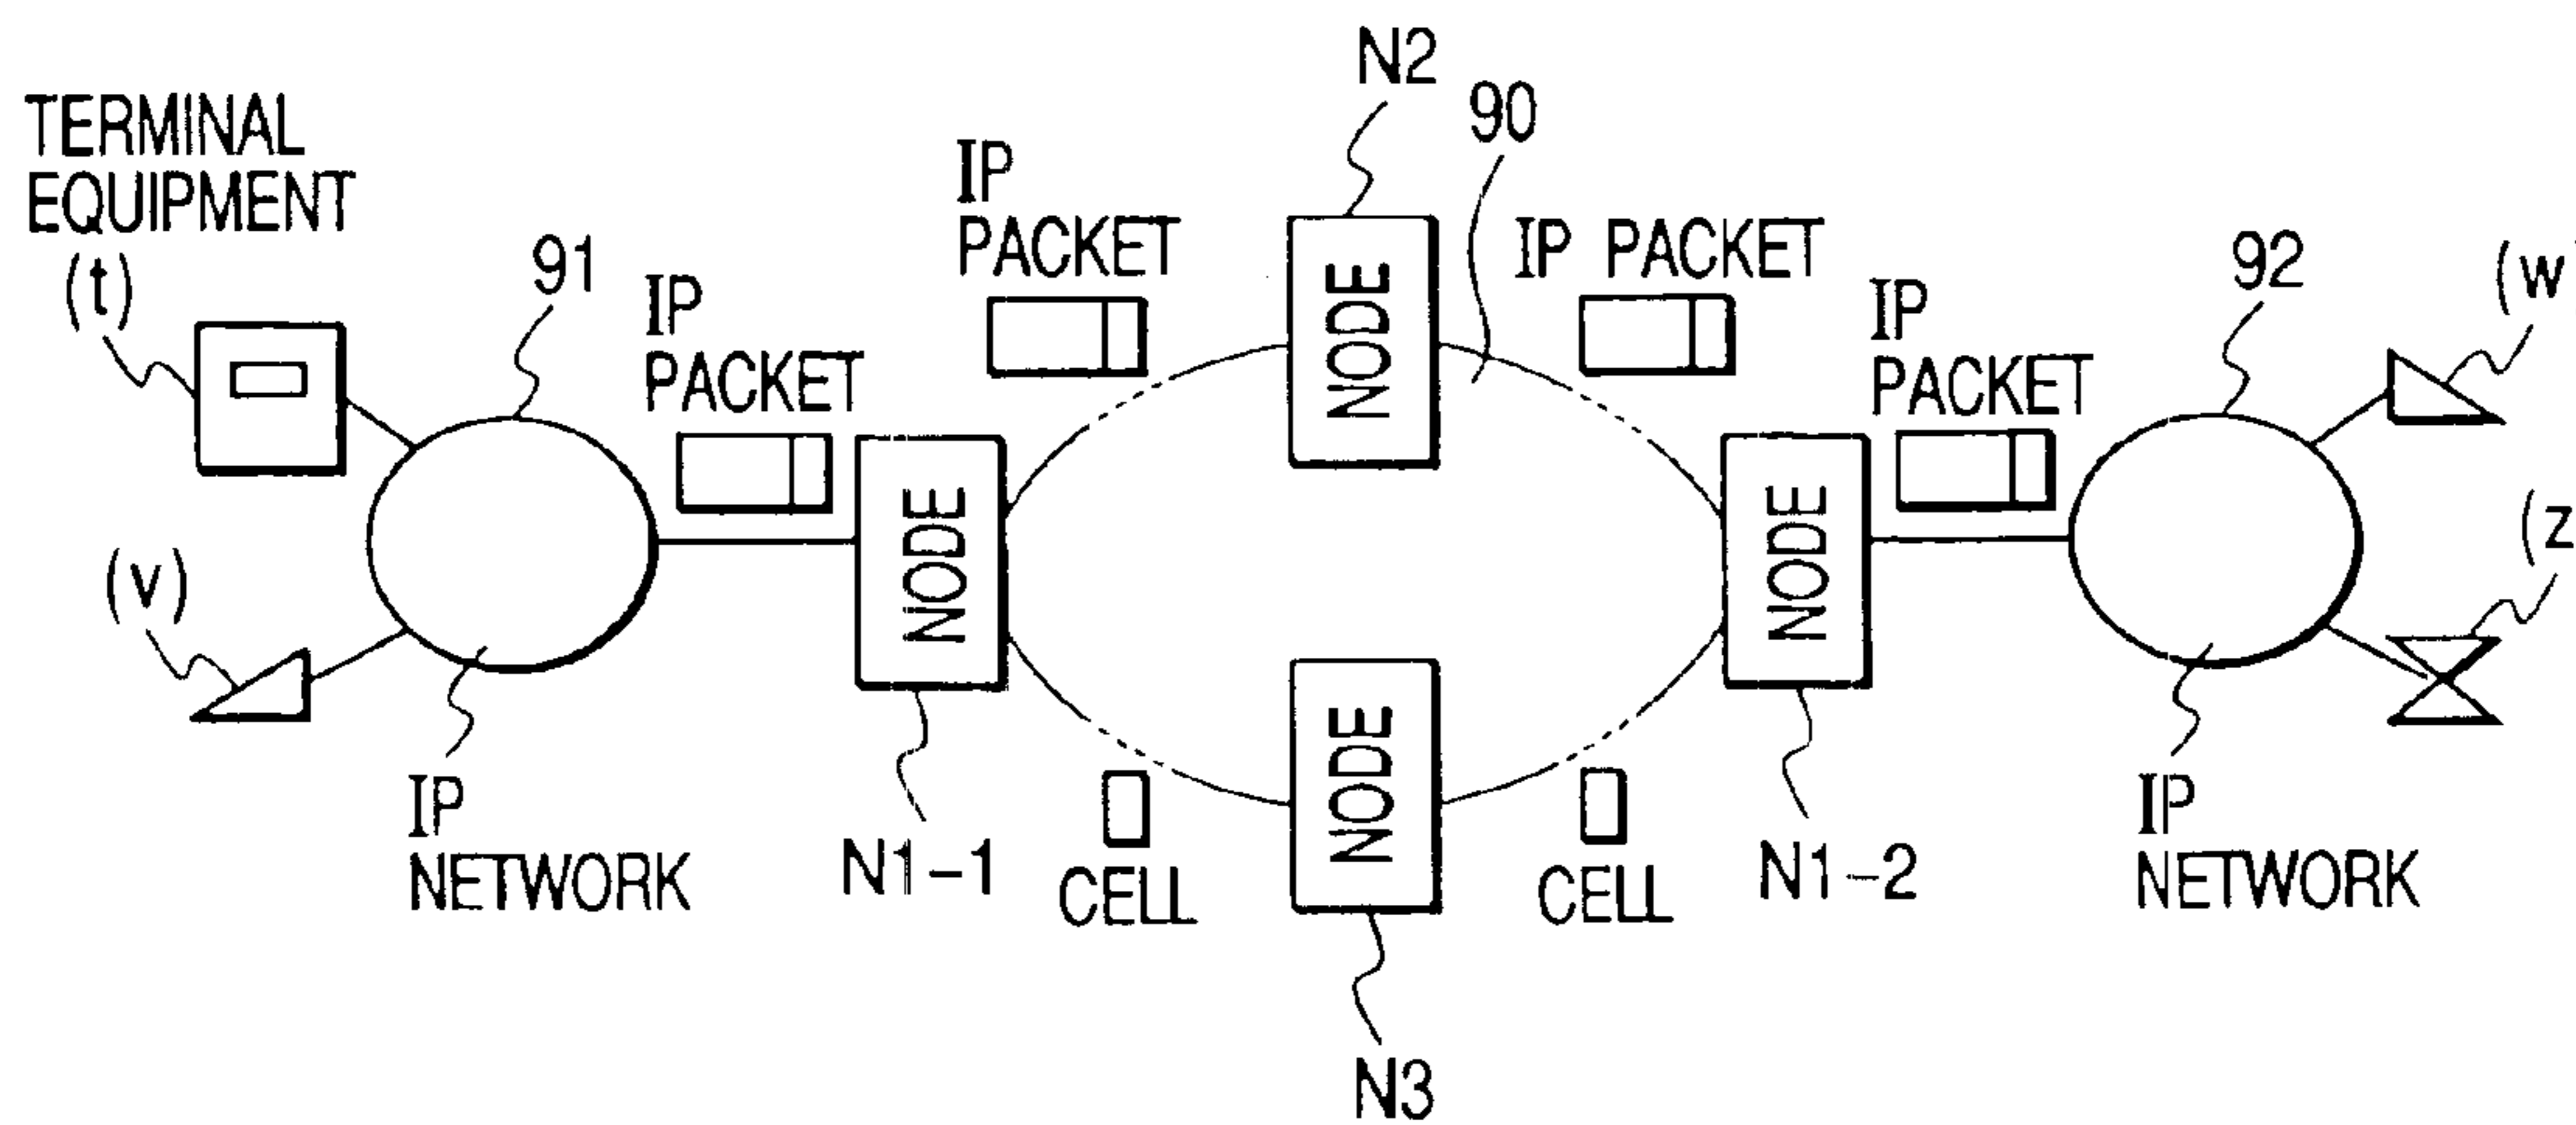 N2
90
TERMINAL
EQUIPMENT
(t)
91
IP
PACKET
IP
PACKET
NODE
IP PACKET
IP
PACKET
92
(w
(v)
NODE
NODE
(z
NODE
IP
NETWORK
N1-1
CELL
CELL
N1-2
IP
NETWORK
N3